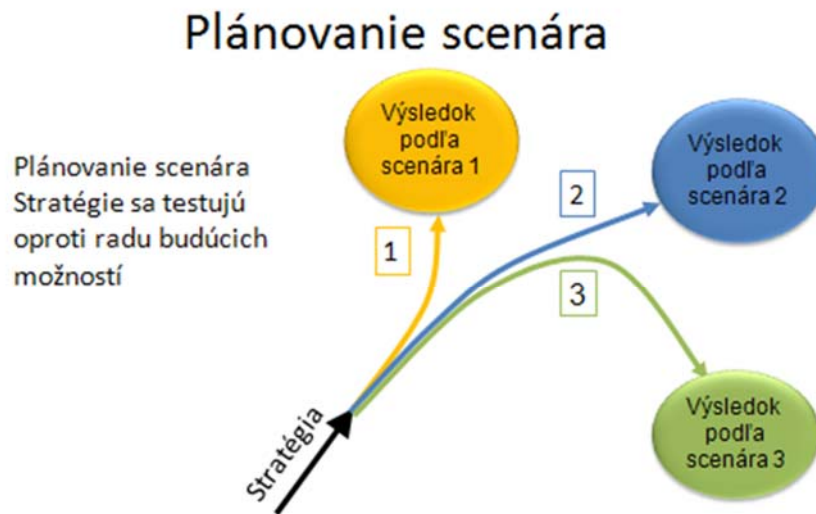 Plánovanie scenára
Plánovanie scenára
Stratégie sa testujú
oproti radu budúcich
možností
Výsledok
podľa
scenára 1
1
2
Výsledok
podľa
scenára 2
3
Výsledok
podľa
scenára 3
Stratégia